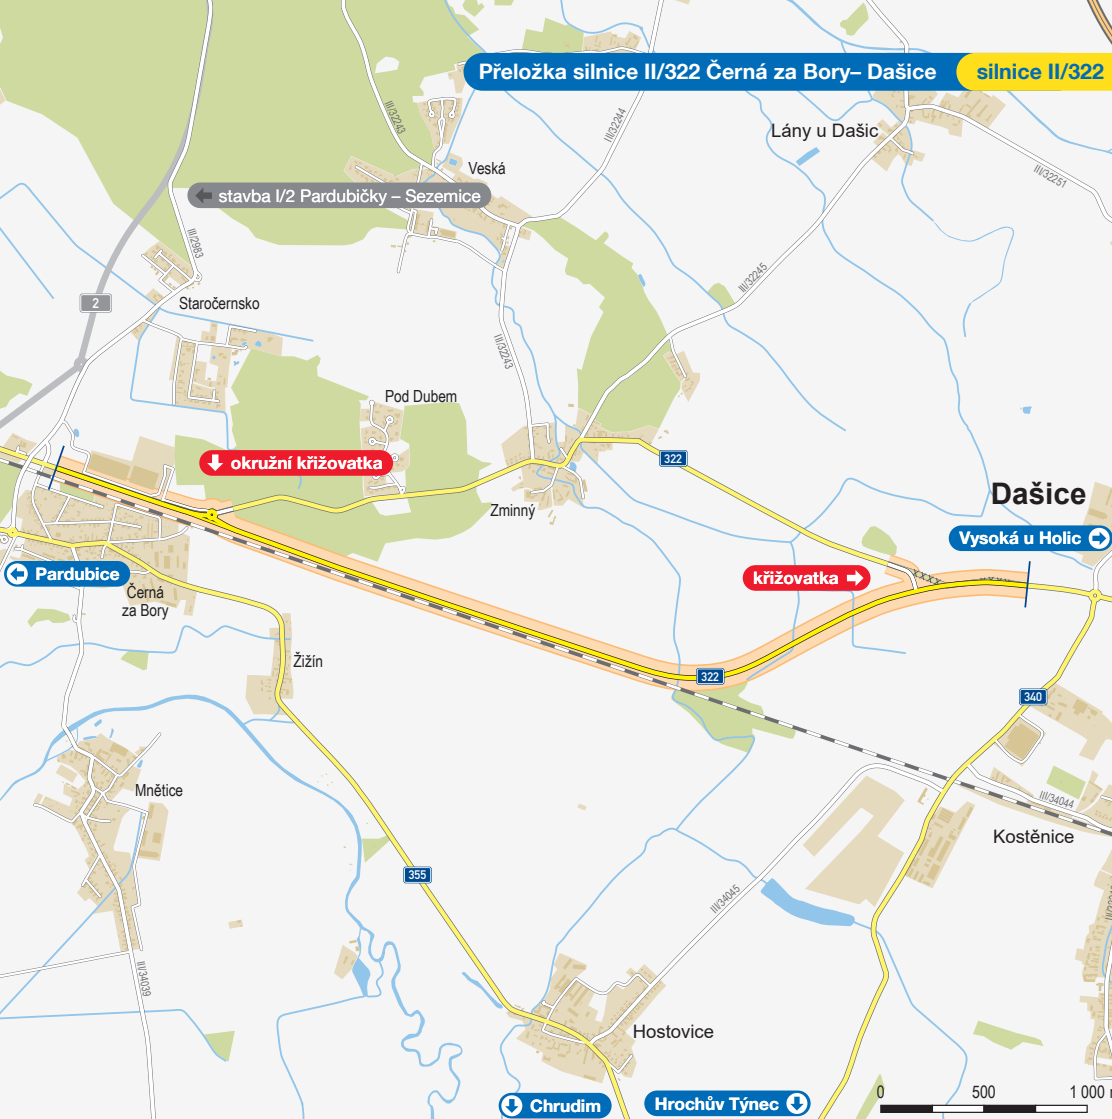 Přeložka silnice II/322 Černá za Bory– Dašice
silnice II/322
III/32243
III/32244
Lány u Dašic
Veská
III/32251
stavba I/2 Pardubičky – Sezemice
III/2983
III/32245
2
Staročernsko
III/32243
Pod Dubem
okružní křižovatka
322
Dašice
Zminný
Vysoká u Holic
Pardubice
křižovatka
Černá
za Bory
Žižín
322
340
Mnětice
III/34044
Kostěnice
355
III/34045
III/34039
Hostovice
0 500 1 000
Chrudim
Hrochův Týnec